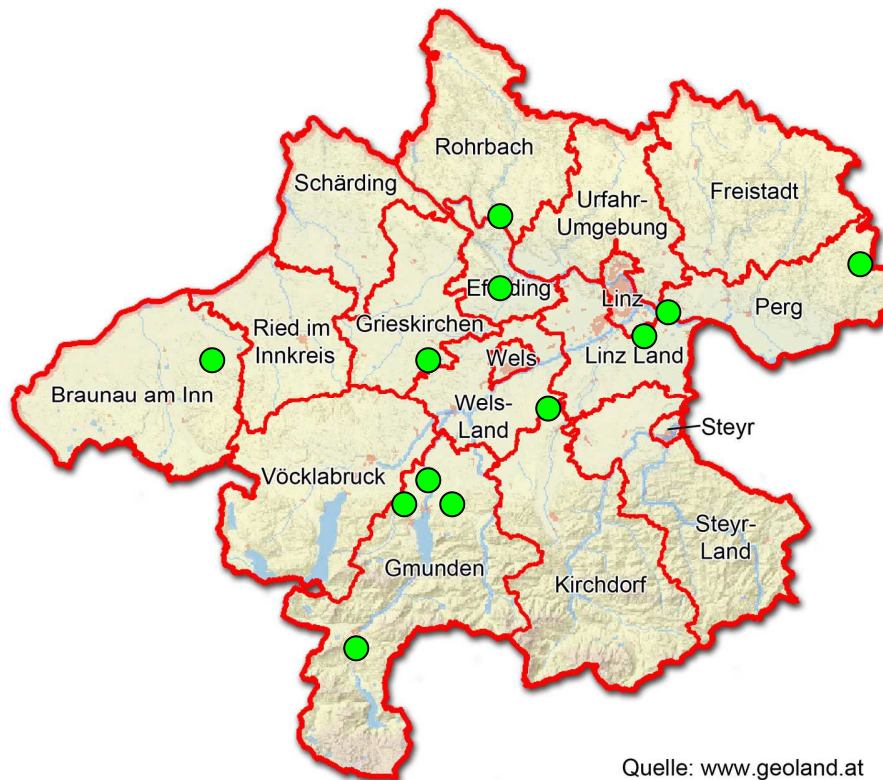 Rohrbach
Schärding
Freistadt
Urfahr-
Umgebung
Linz
Perg
Ried im
Innkreis
Grieskirchen
Wels
Linz Land
Braunau am Inn
Wels-
Land
Steyr
Vöcklabruck
Steyr-
Land
Gmunden
Kirchdorf
Quelle: www.geoland.at